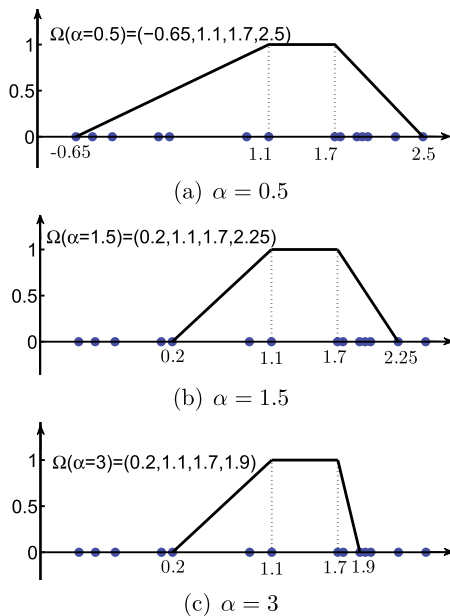 Ω(α=0.5)=(−0.65,1.1,1.7,2.5)
1
0.5
0
-0.65 1.1 1.7 2.5
(a) α = 0.5
Ω(α=1.5)=(0.2,1.1,1.7,2.25)
1
0.5
0
0.2 1.1 1.7 2.25
(b) α = 1.5
1
Ω(α=3)=(0.2,1.1,1.7,1.9)
0.5
0
0.2 1.1 1.7 1.9
(c) α = 3